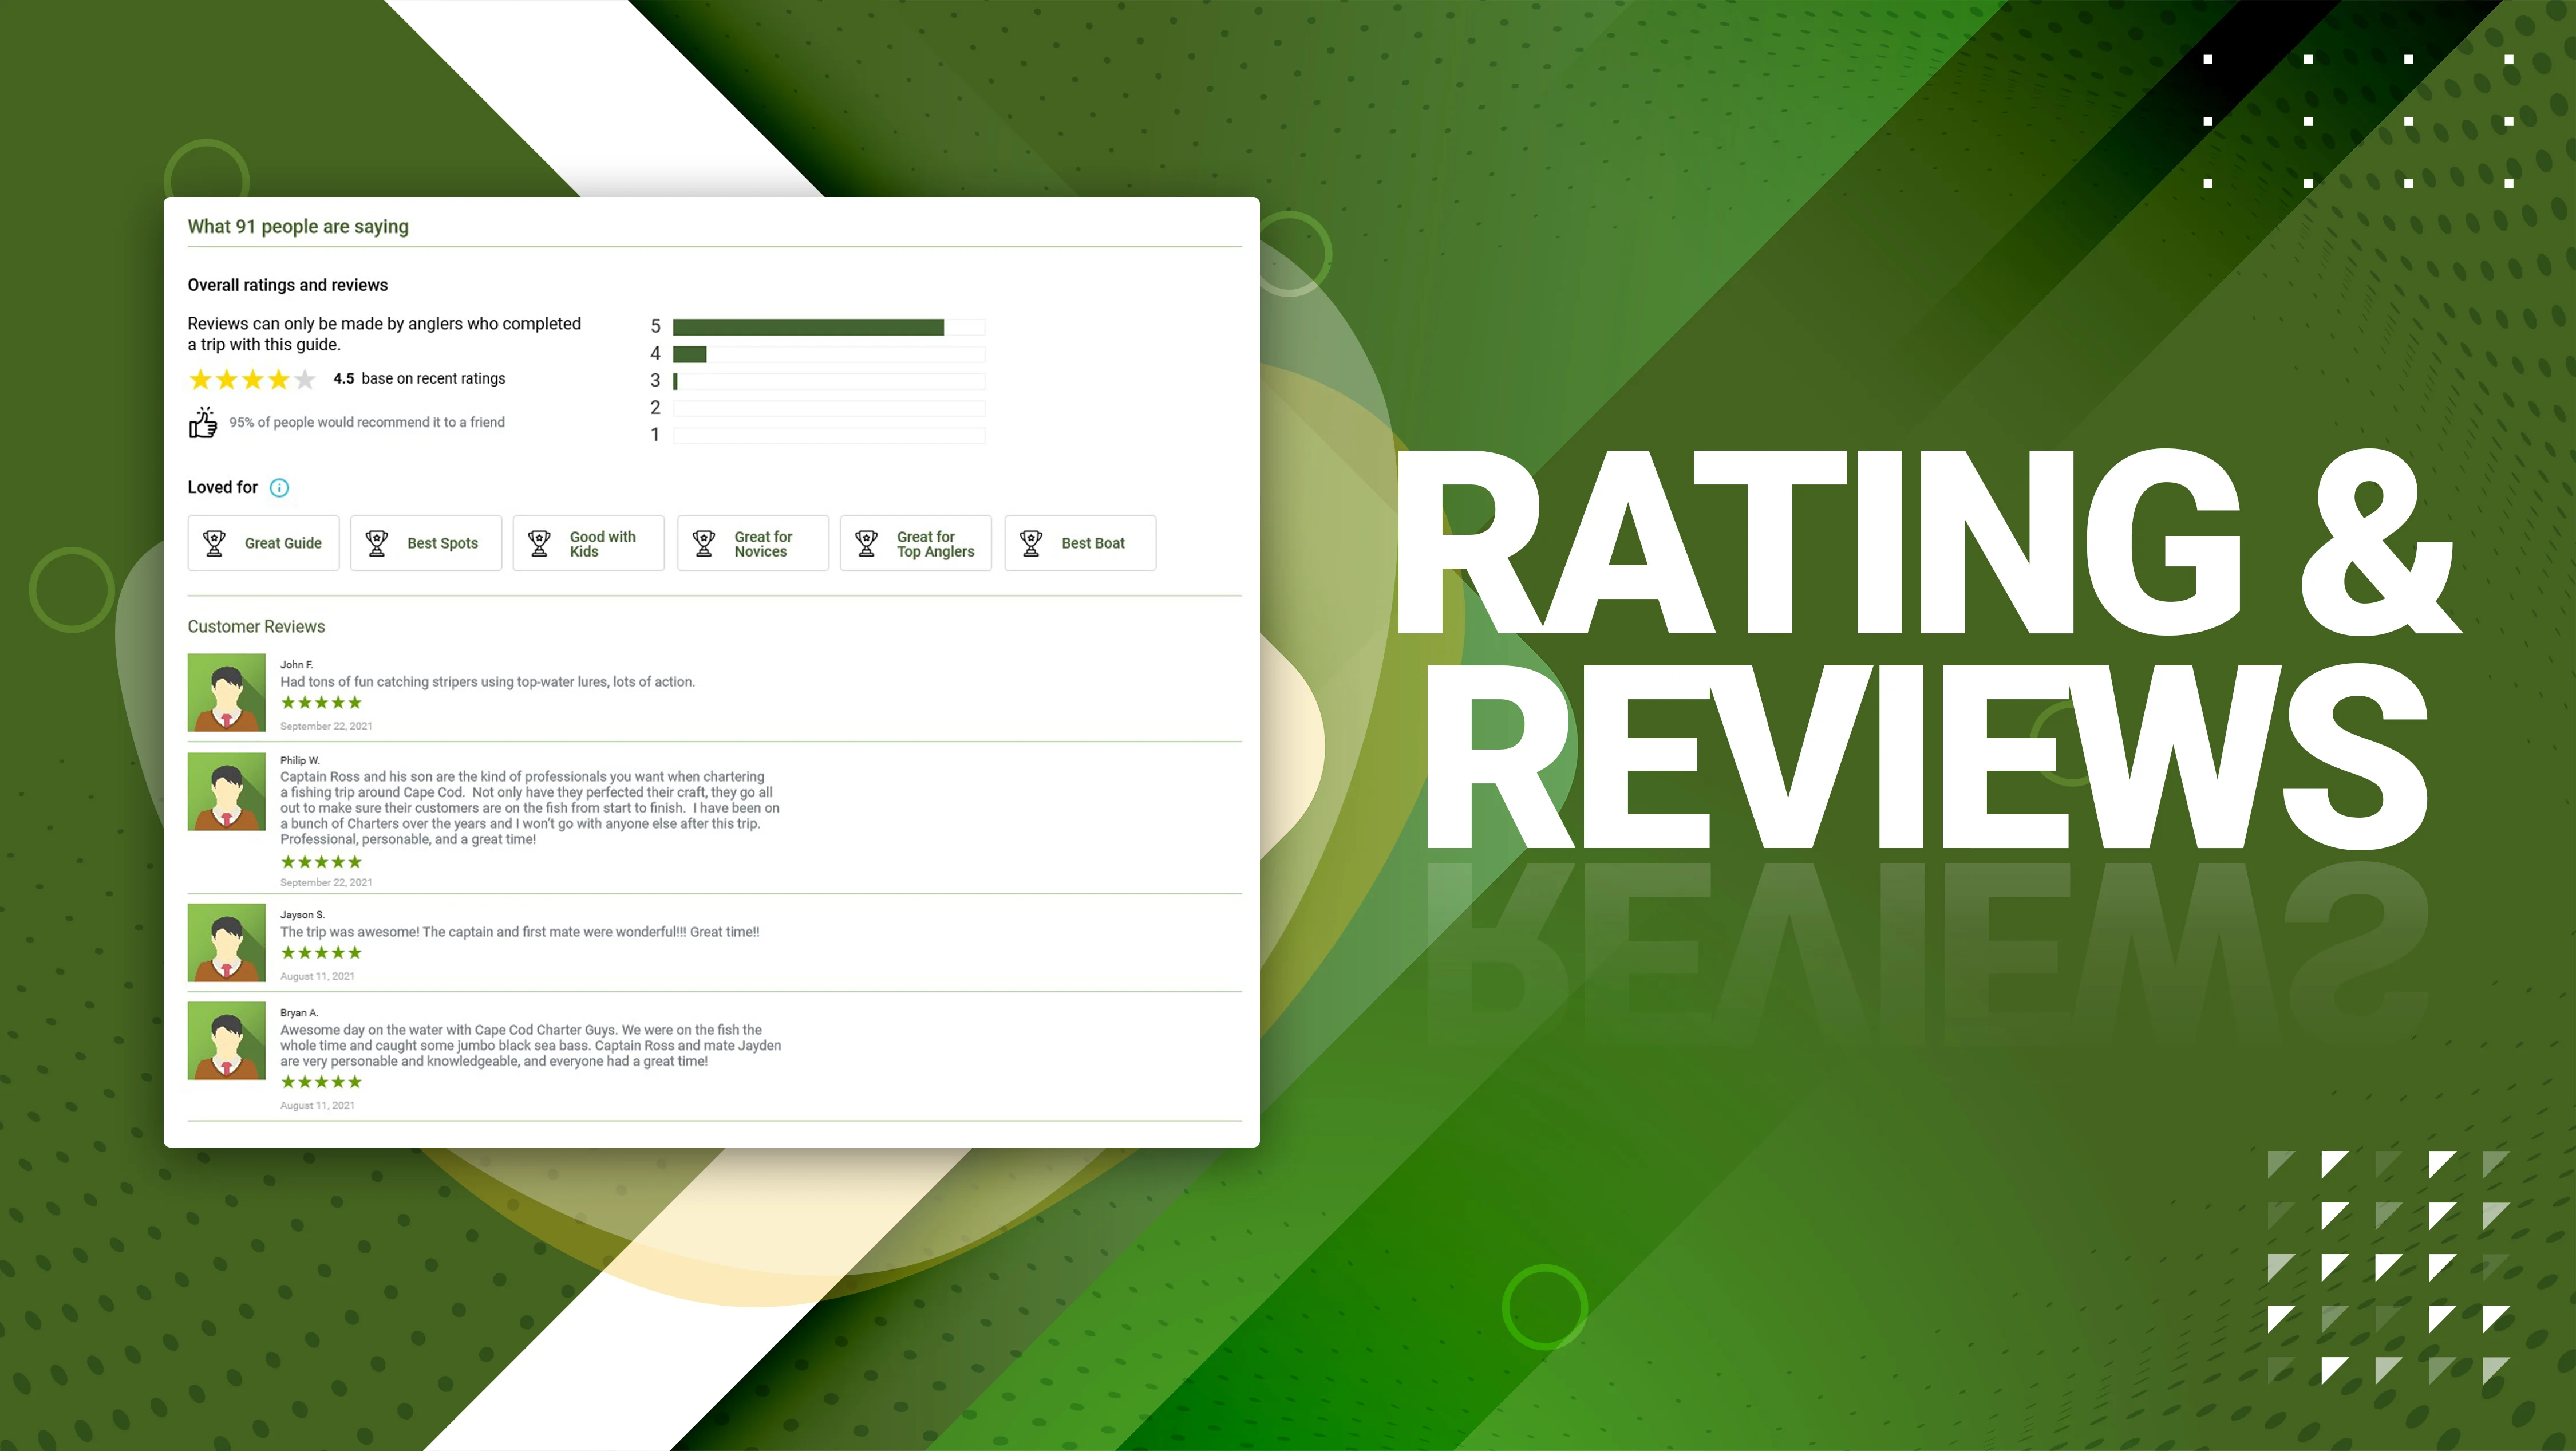 What 91 people are saying
Overall ratings and reviews
Reviews can only be made by anglers who completed
a trip with this guide.
4.5 base on recent ratings
95% of people would recommend it to a friend
5
4
3
2
1
Loved for
Great Guide
Best Spots
Good with
Kids
Great for
Novices
Great for
Top Anglers
Best Boat
Customer Reviews
John F.
Had tons of fun catching stripers using top-water lures, lots of action.
September 22, 2021
Philip W.
Captain Ross and his son are the kind of professionals you want when chartering
a fishing trip around Cape Cod.  Not only have they perfected their craft, they go all
out to make sure their customers are on the fish from start to finish.  I have been on
a bunch of Charters over the years and I won't go with anyone else after this trip.
Professional, personable, and a great time!
September 22, 2021
Jayson S.
The trip was awesome! The captain and first mate were wonderful!!! Great time!!
August 11, 2021
Bryan A.
Awesome day on the water with Cape Cod Charter Guys. We were on the fish the
whole time and caught some jumbo black sea bass. Captain Ross and mate Jayden
are very personable and knowledgeable, and everyone had a great time!
August 11, 2021
RATING &
REVIEWS